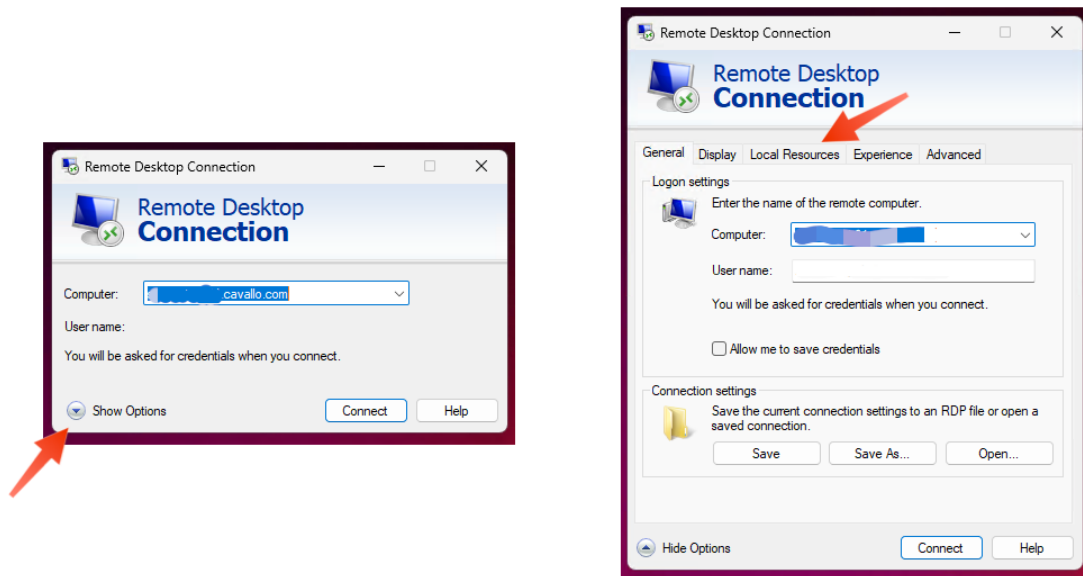 Remote Desktop Connection
Remote Desktop
Connection
Computer:
.cavallo.com
User name:
You will be asked for credentials when you connect.
Show Options
Connect
Help
Remote Desktop Connection
Remote Desktop
Connection
General Display Local Resources Experience Advanced
Logon settings
Enter the name of the remote computer.
Computer:
User name:
You will be asked for credentials when you connect.
Allow me to save credentials
Connection settings
Save the current connection settings to an RDP file or open a
saved connection.
Save
Save As...
Open...
Hide Options
Connect
Help